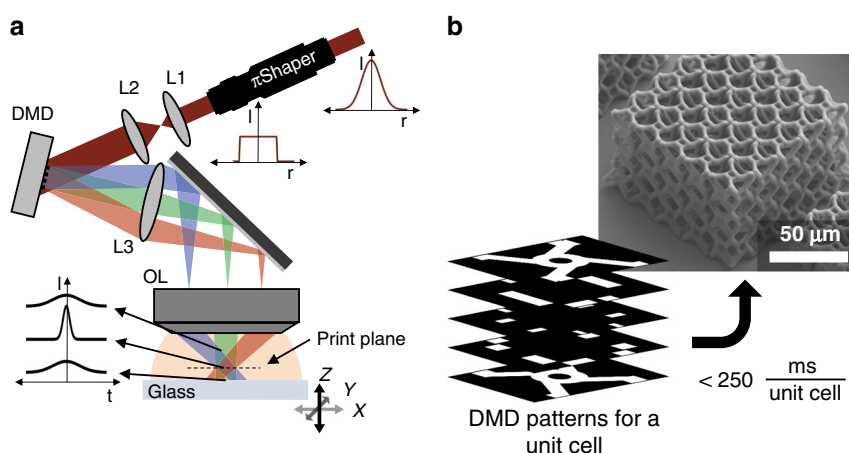 a
πShaper
I
r
L1
L2
I
r
DMD
L3
OL
I
t
Print plane
Glass
Z
Y
X
b
50 μm
DMD patterns for a
unit cell
< 250 ms
unit cell